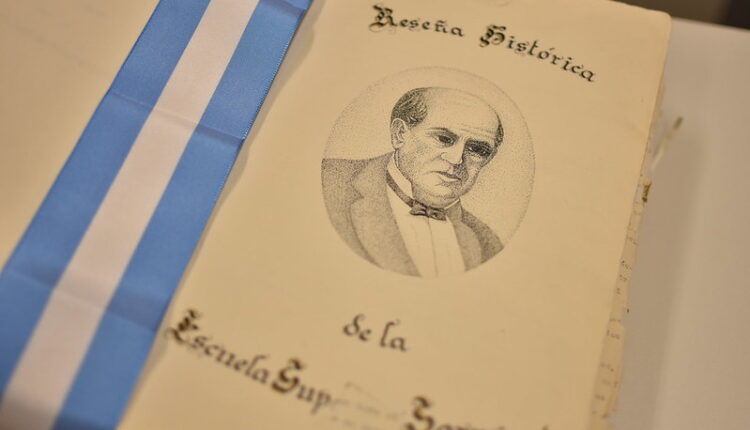 Reseña Histórica
de la
Escuela Sup